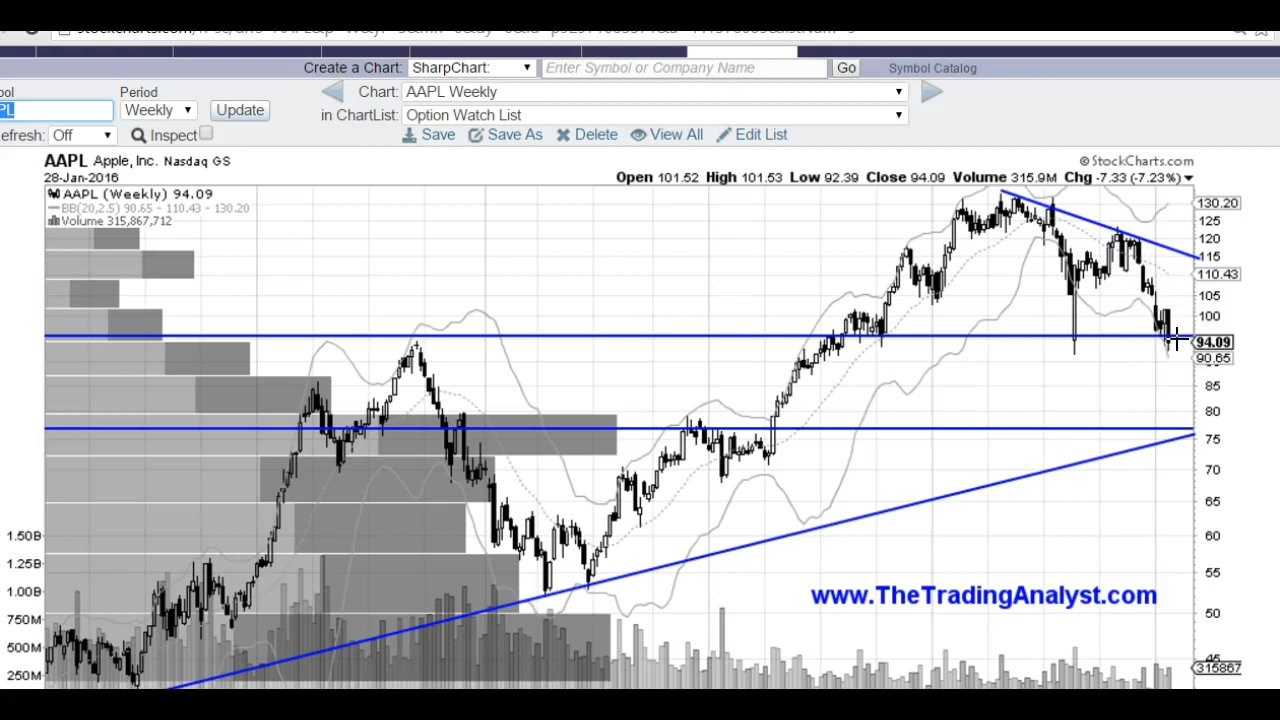 Create a Chart: SharpChart: Enter Symbol or Company Name Go Symbol Catalog
Period Chart: AAPL Weekly
Weekly Update in ChartList: Option Watch List
efresh: Off Inspect Save Save As Delete View All Edit List
AAPL Apple, Inc. Nasdaq GS © StockCharts.com
28-Jan-2016 Open 101.52 High 101.53 Low 92.39 Close 94.09 Volume 315.9M Chg -7.33 (-7.23%)
AAPL (Weekly) 94.09
BB(20,2.5) 90.65 - 110.43 - 130.20
Volume 315,867,712
130.20
125
120
115
110.43
105
100
94.09
90.65
85
80
75
70
65
1.50B 60
1.25B 55
1.00B
www.TheTradingAnalyst.com
750M 50
500M 45
250M 315867